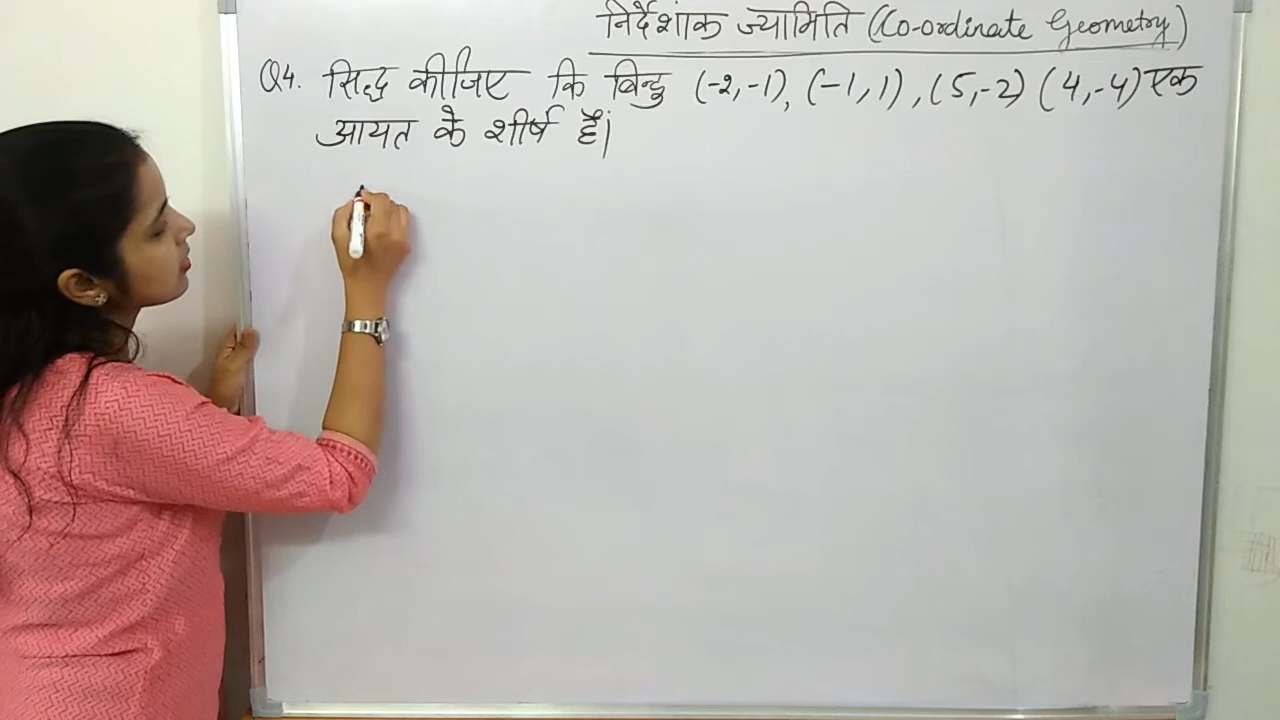 निर्देशांक ज्यामिति (Co-ordinate Geometry)
Q4. सिद्ध कीजिए कि बिन्दु (-2,-1), (-1,1), (5,-2) (4,-4) एक
आयत के शीर्ष हैं।